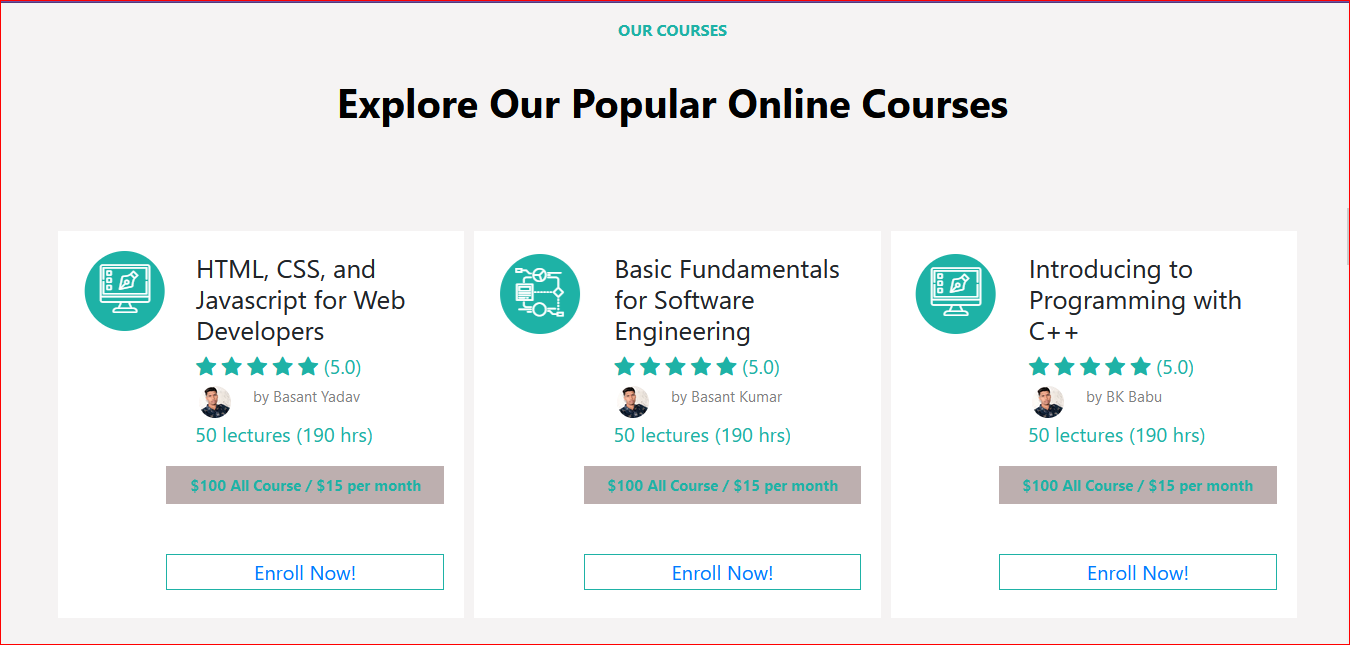 OUR COURSES
Explore Our Popular Online Courses
HTML, CSS, and
Javascript for Web
Developers
(5.0)
by Basant Yadav
50 lectures (190 hrs)
$100 All Course / $15 per month
Enroll Now!
Basic Fundamentals
for Software
Engineering
(5.0)
by Basant Kumar
50 lectures (190 hrs)
$100 All Course / $15 per month
Enroll Now!
Introducing to
Programming with
C++
(5.0)
by BK Babu
50 lectures (190 hrs)
$100 All Course / $15 per month
Enroll Now!